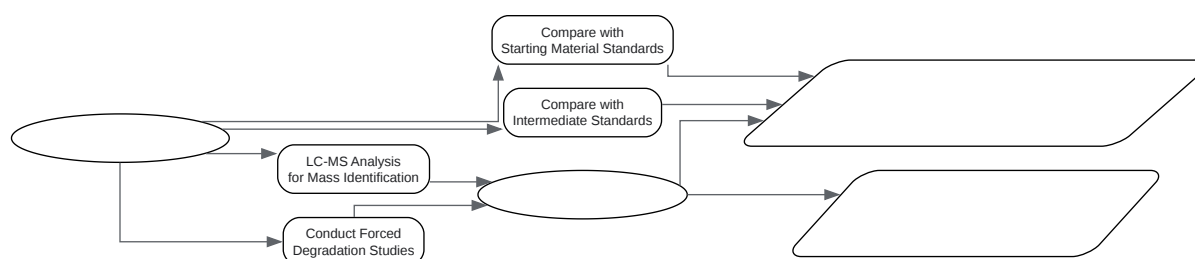 Compare with
Starting Material Standards
Compare with
Intermediate Standards
LC-MS Analysis
for Mass Identification
Conduct Forced
Degradation Studies